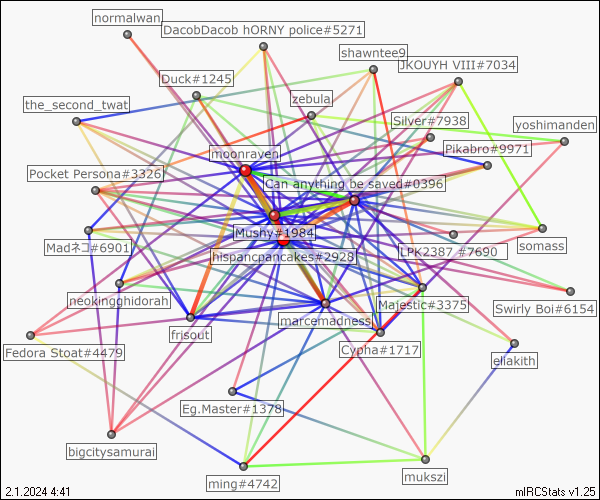 normalwan
DacobDacob hORNY police#5271
shawntee9
JKOUYH VIII#7034
Duck#1245
the_second_twat
zebula
Silver#7938
yoshimanden
Pikabro#9971
moonraven
Pocket Persona#3326
Can anything be saved#0396
Mushy#1984
Madネコ#6901
hispancpancakes#2928
LPK2387_#7690
somass
neokingghidorah
Majestic#3375
Swirly Boi#6154
marcemadness
frisout
Cypha#1717
Fedora Stoat#4479
eliakith
Eg.Master#1378
bigcitysamurai
mukszi
ming#4742
2.1.2024 4:41
mIRCStats v1.25